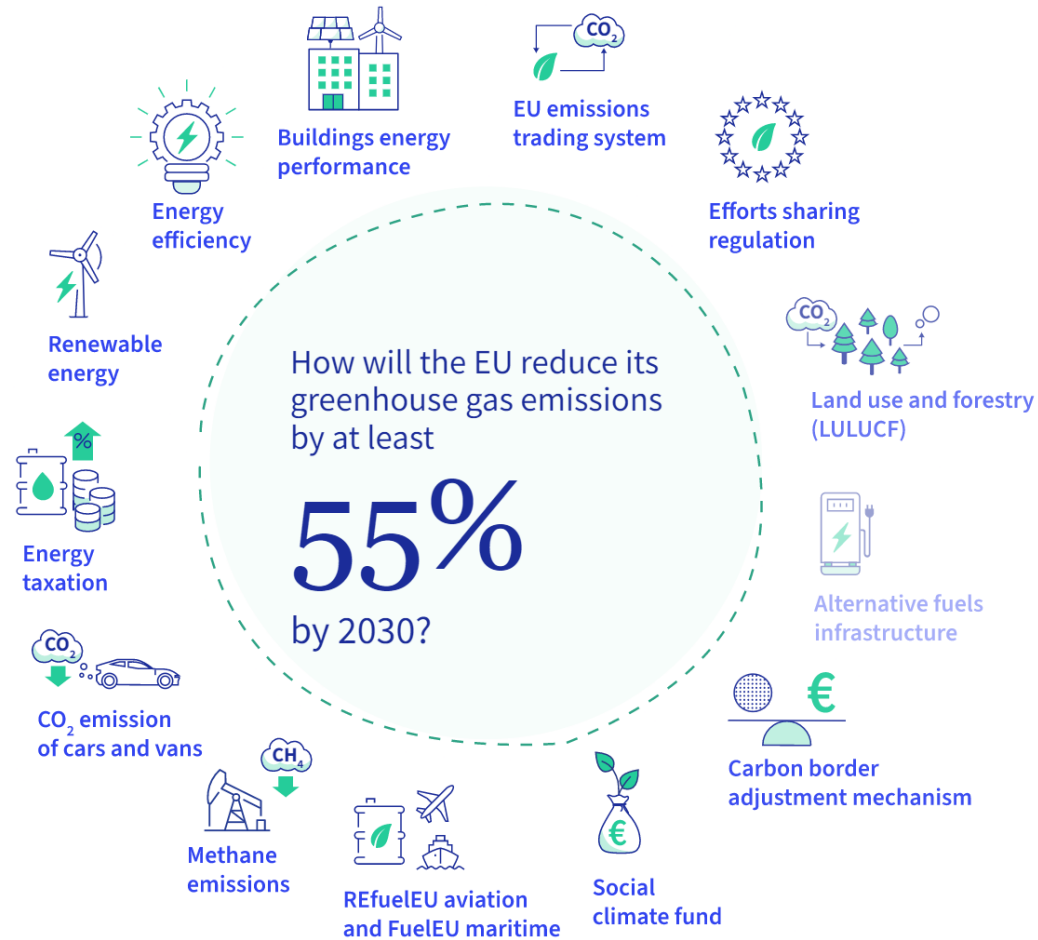 CO2
EU emissions
trading system
Buildings energy
performance
Efforts sharing
regulation
Energy
efficiency
CO2
Land use and forestry
(LULUCF)
Renewable
energy
How will the EU reduce its
greenhouse gas emissions
by at least
55%
by 2030?
%
Energy
taxation
Alternative fuels
infrastructure
CO2
CO2 emission
of cars and vans
€
Carbon border
adjustment mechanism
CH4
Methane
emissions
REfuelEU aviation
and FuelEU maritime
€
Social
climate fund